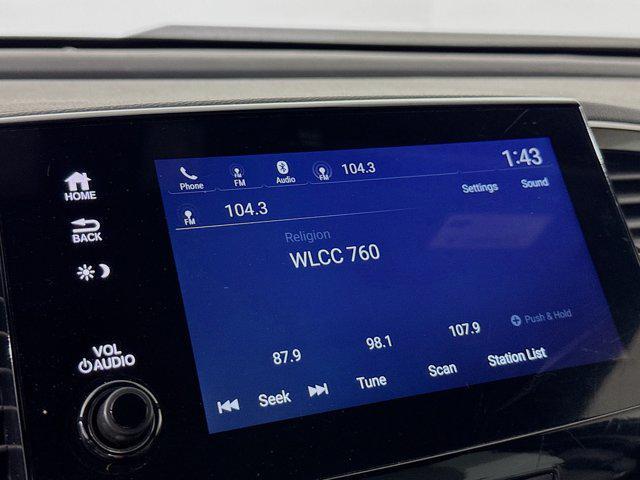 HOME
BACK
VOL
AUDIO
Phone
FM
Audio
FM
104.3
1:43
Settings
Sound
FM
104.3
Religion
WLCC 760
87.9
98.1
107.9
Push & Hold
Seek
Tune
Scan
Station List